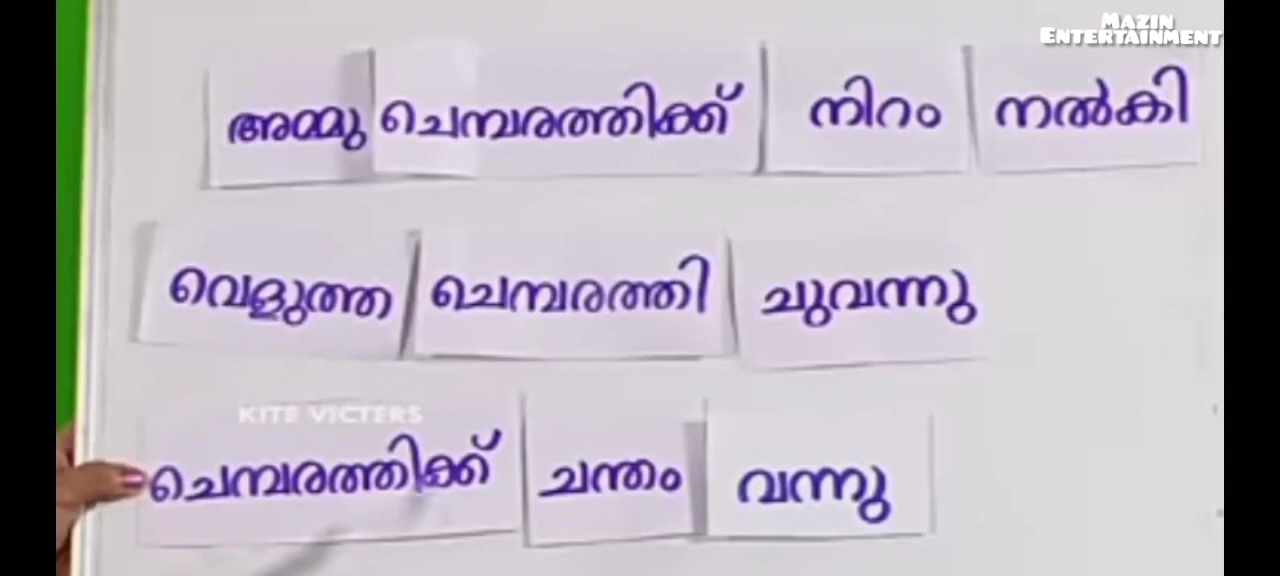 MAZIN
ENTERTAINMENT
അമ്മു ചെമ്പരത്തിക്ക് നിറം നൽകി
വെളുത്ത ചെമ്പരത്തി ചുവന്നു
KITE VICTERS
ചെമ്പരത്തിക്ക് ചന്തം വന്നു